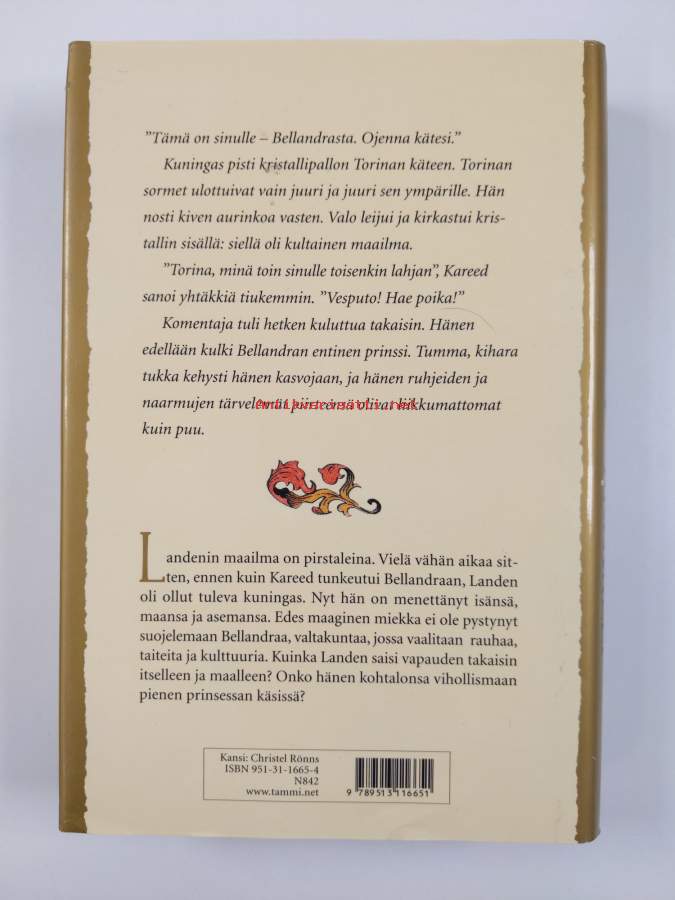 ”Tämä on sinulle – Bellandrasta. Ojenna kätesi.”
Kuningas pisti kristallipallon Torinan käteen. Torinan
sormet ulottuivat vain juuri ja juuri sen ympärille. Hän
nosti kiven aurinkoa vasten. Valo leijui ja kirkastui kris-
tallin sisällä: siellä oli kultainen maailma.
”Torina, minä toin sinulle toisenkin lahjan”, Kareed
sanoi yhtäkkiä tiukemmin. ”Vesputo! Hae poika!”
Komentaja tuli hetken kuluttua takaisin. Hänen
edellään kulki Bellandran entinen prinssi. Tumma, kihara
tukka kehysti hänen kasvojaan, ja hänen ruhjeiden ja
naarmujen tärvelemät piirteensä olivat liikkumattomat
kuin puu.
Landenin maailma on pirstaleina. Vielä vähän aikaa sit-
ten, ennen kuin Kareed tunkeutui Bellandraan, Landen
oli ollut tuleva kuningas. Nyt hän on menettänyt isänsä,
maansa ja asemansa. Edes maaginen miekka ei ole pystynyt
suojelemaan Bellandraa, valtakuntaa, jossa vaalitaan rauhaa,
taiteita ja kulttuuria. Kuinka Landen saisi vapauden takaisin
itselleen ja maalleen? Onko hänen kohtalonsa vihollismaan
pienen prinsessan käsissä?
Kansi: Christel Rönns
ISBN 951-31-1665-4
N842
www.tammi.net
9 789513 116651